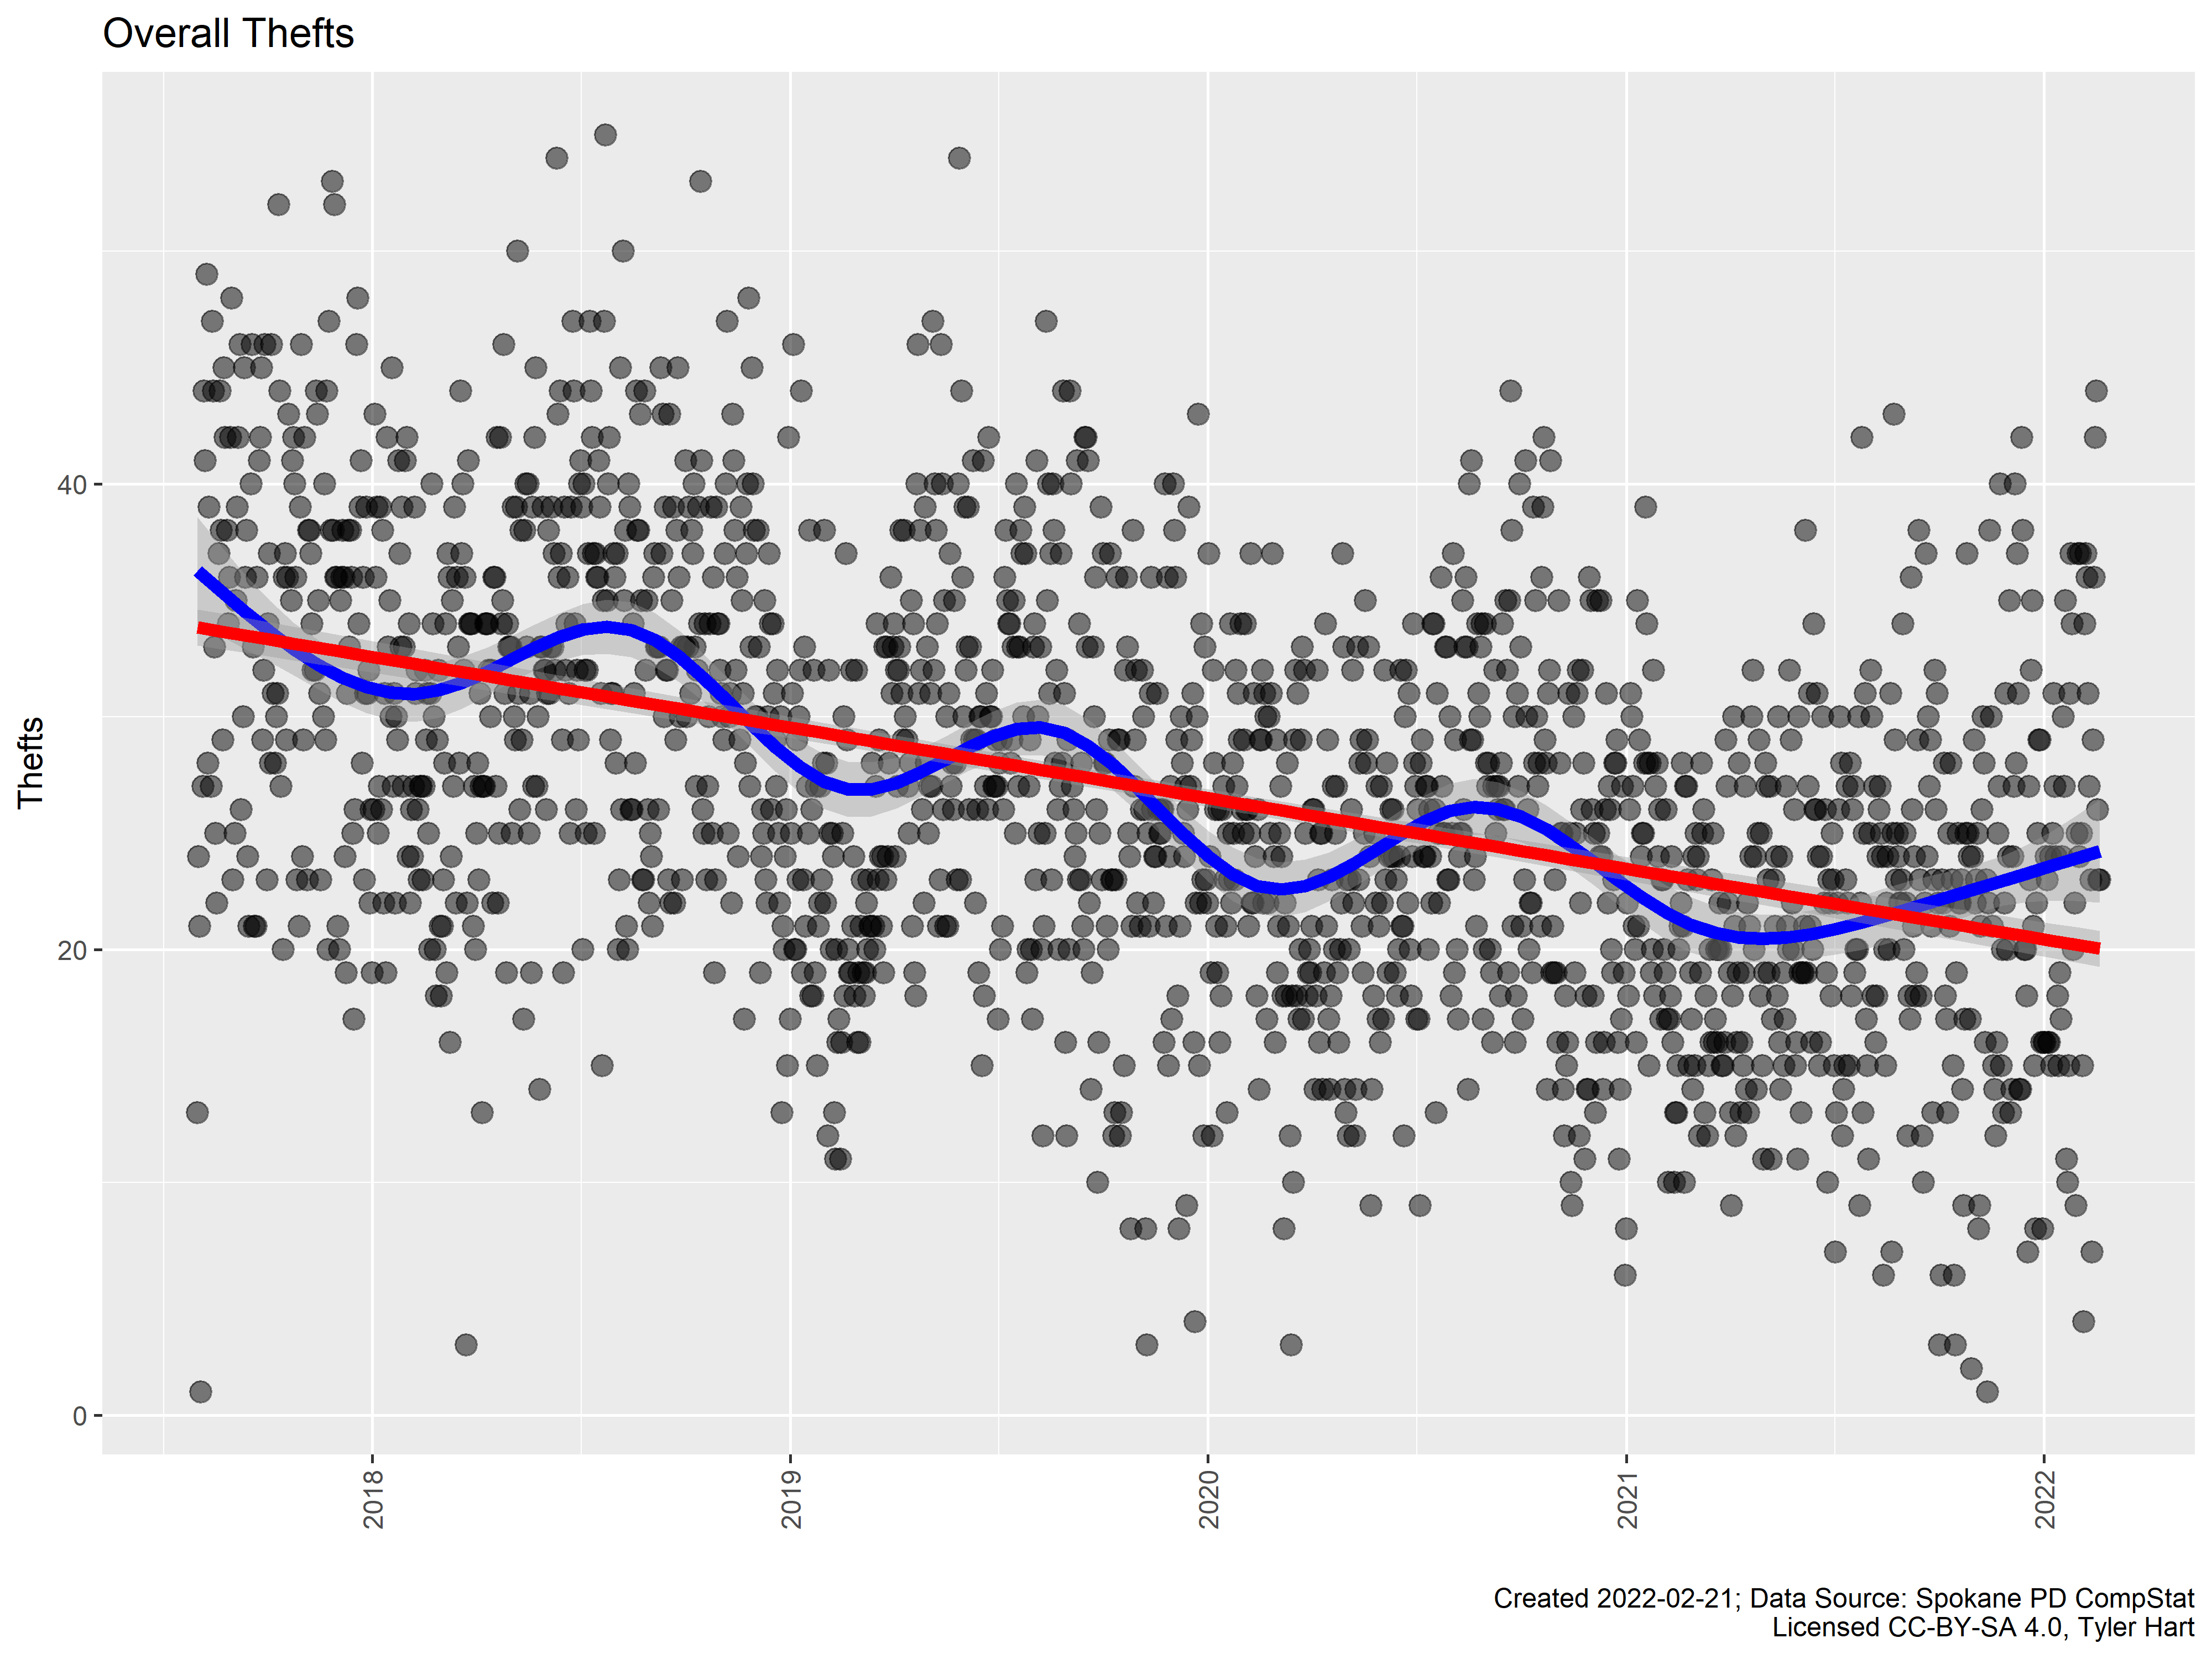 Overall Thefts
Thefts
40
20
0
2018
2019
2020
2021
2022
Created 2022-02-21; Data Source: Spokane PD CompStat
Licensed CC-BY-SA 4.0, Tyler Hart